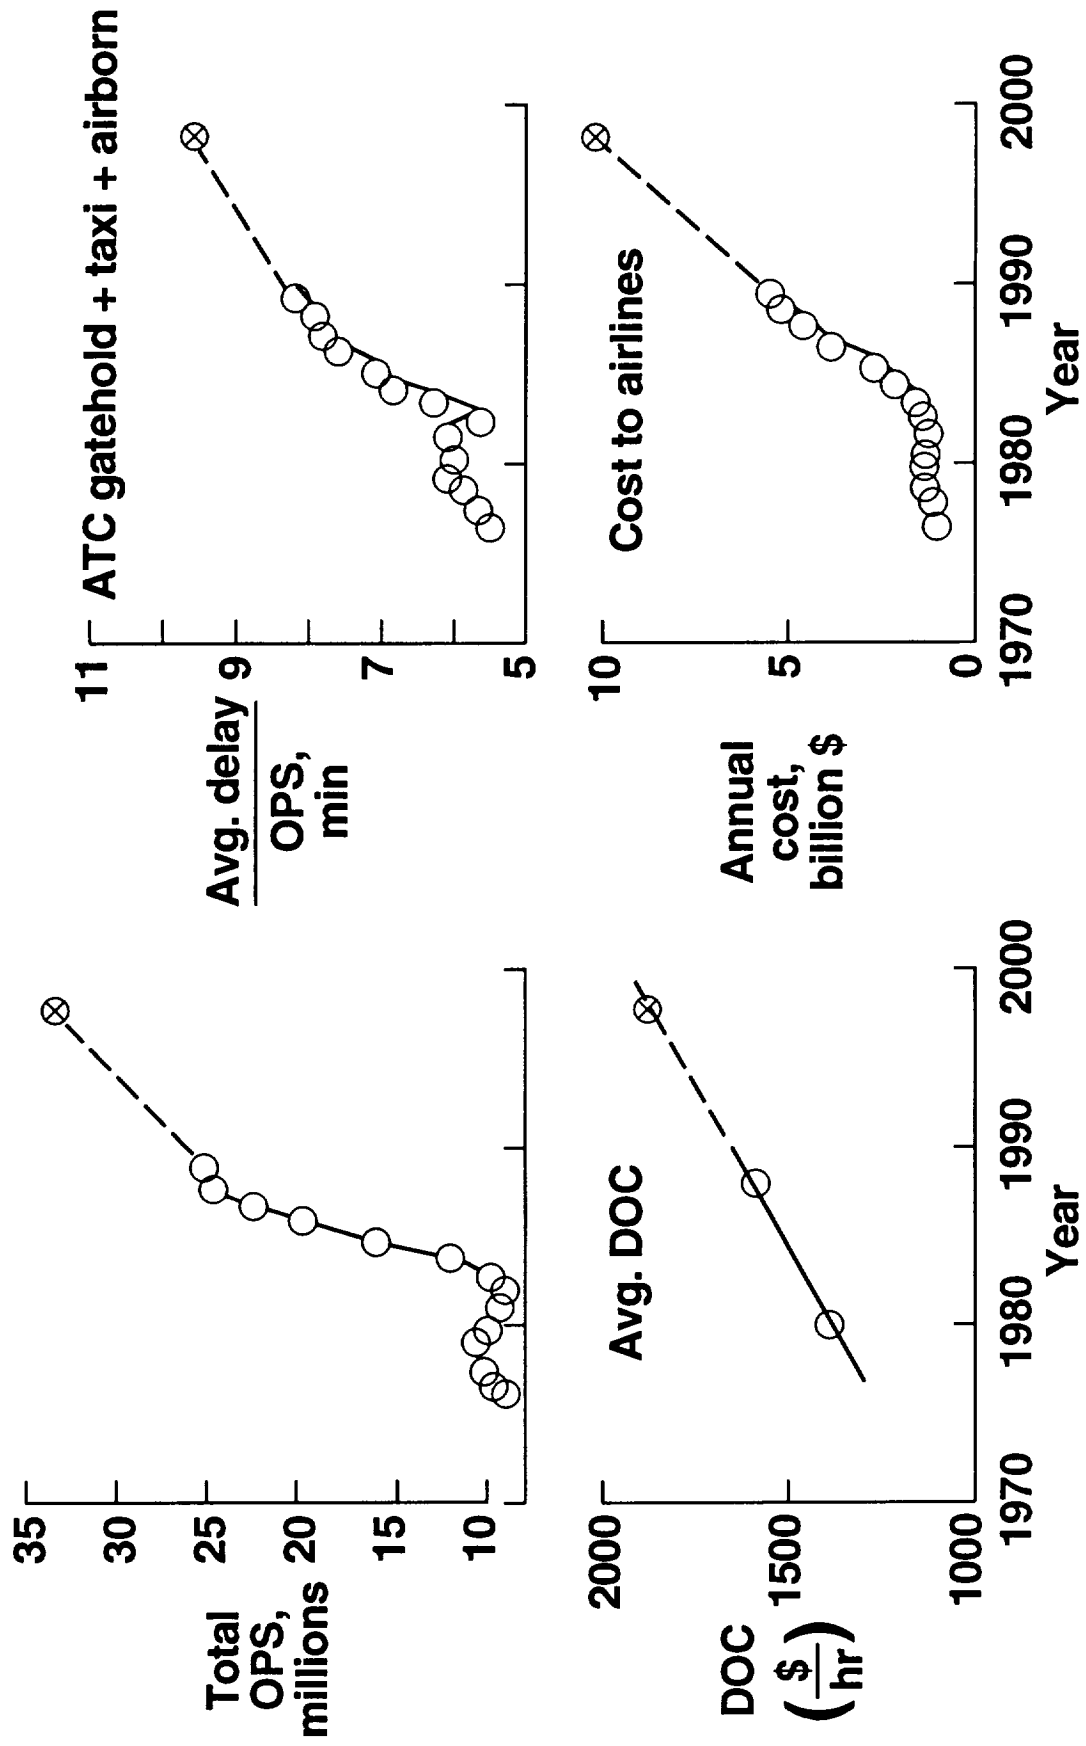 35
30
25
20
15
10
Total
OPS,
millions
ATC gatehold + taxi + airborn
11
9
7
5
Avg. delay
OPS,
min
Avg. DOC
2000
1500
1000
DOC
( $
hr )
1970
1980
1990
2000
Year
Cost to airlines
10
5
0
Annual
cost,
billion $
1970
1980
1990
2000
Year